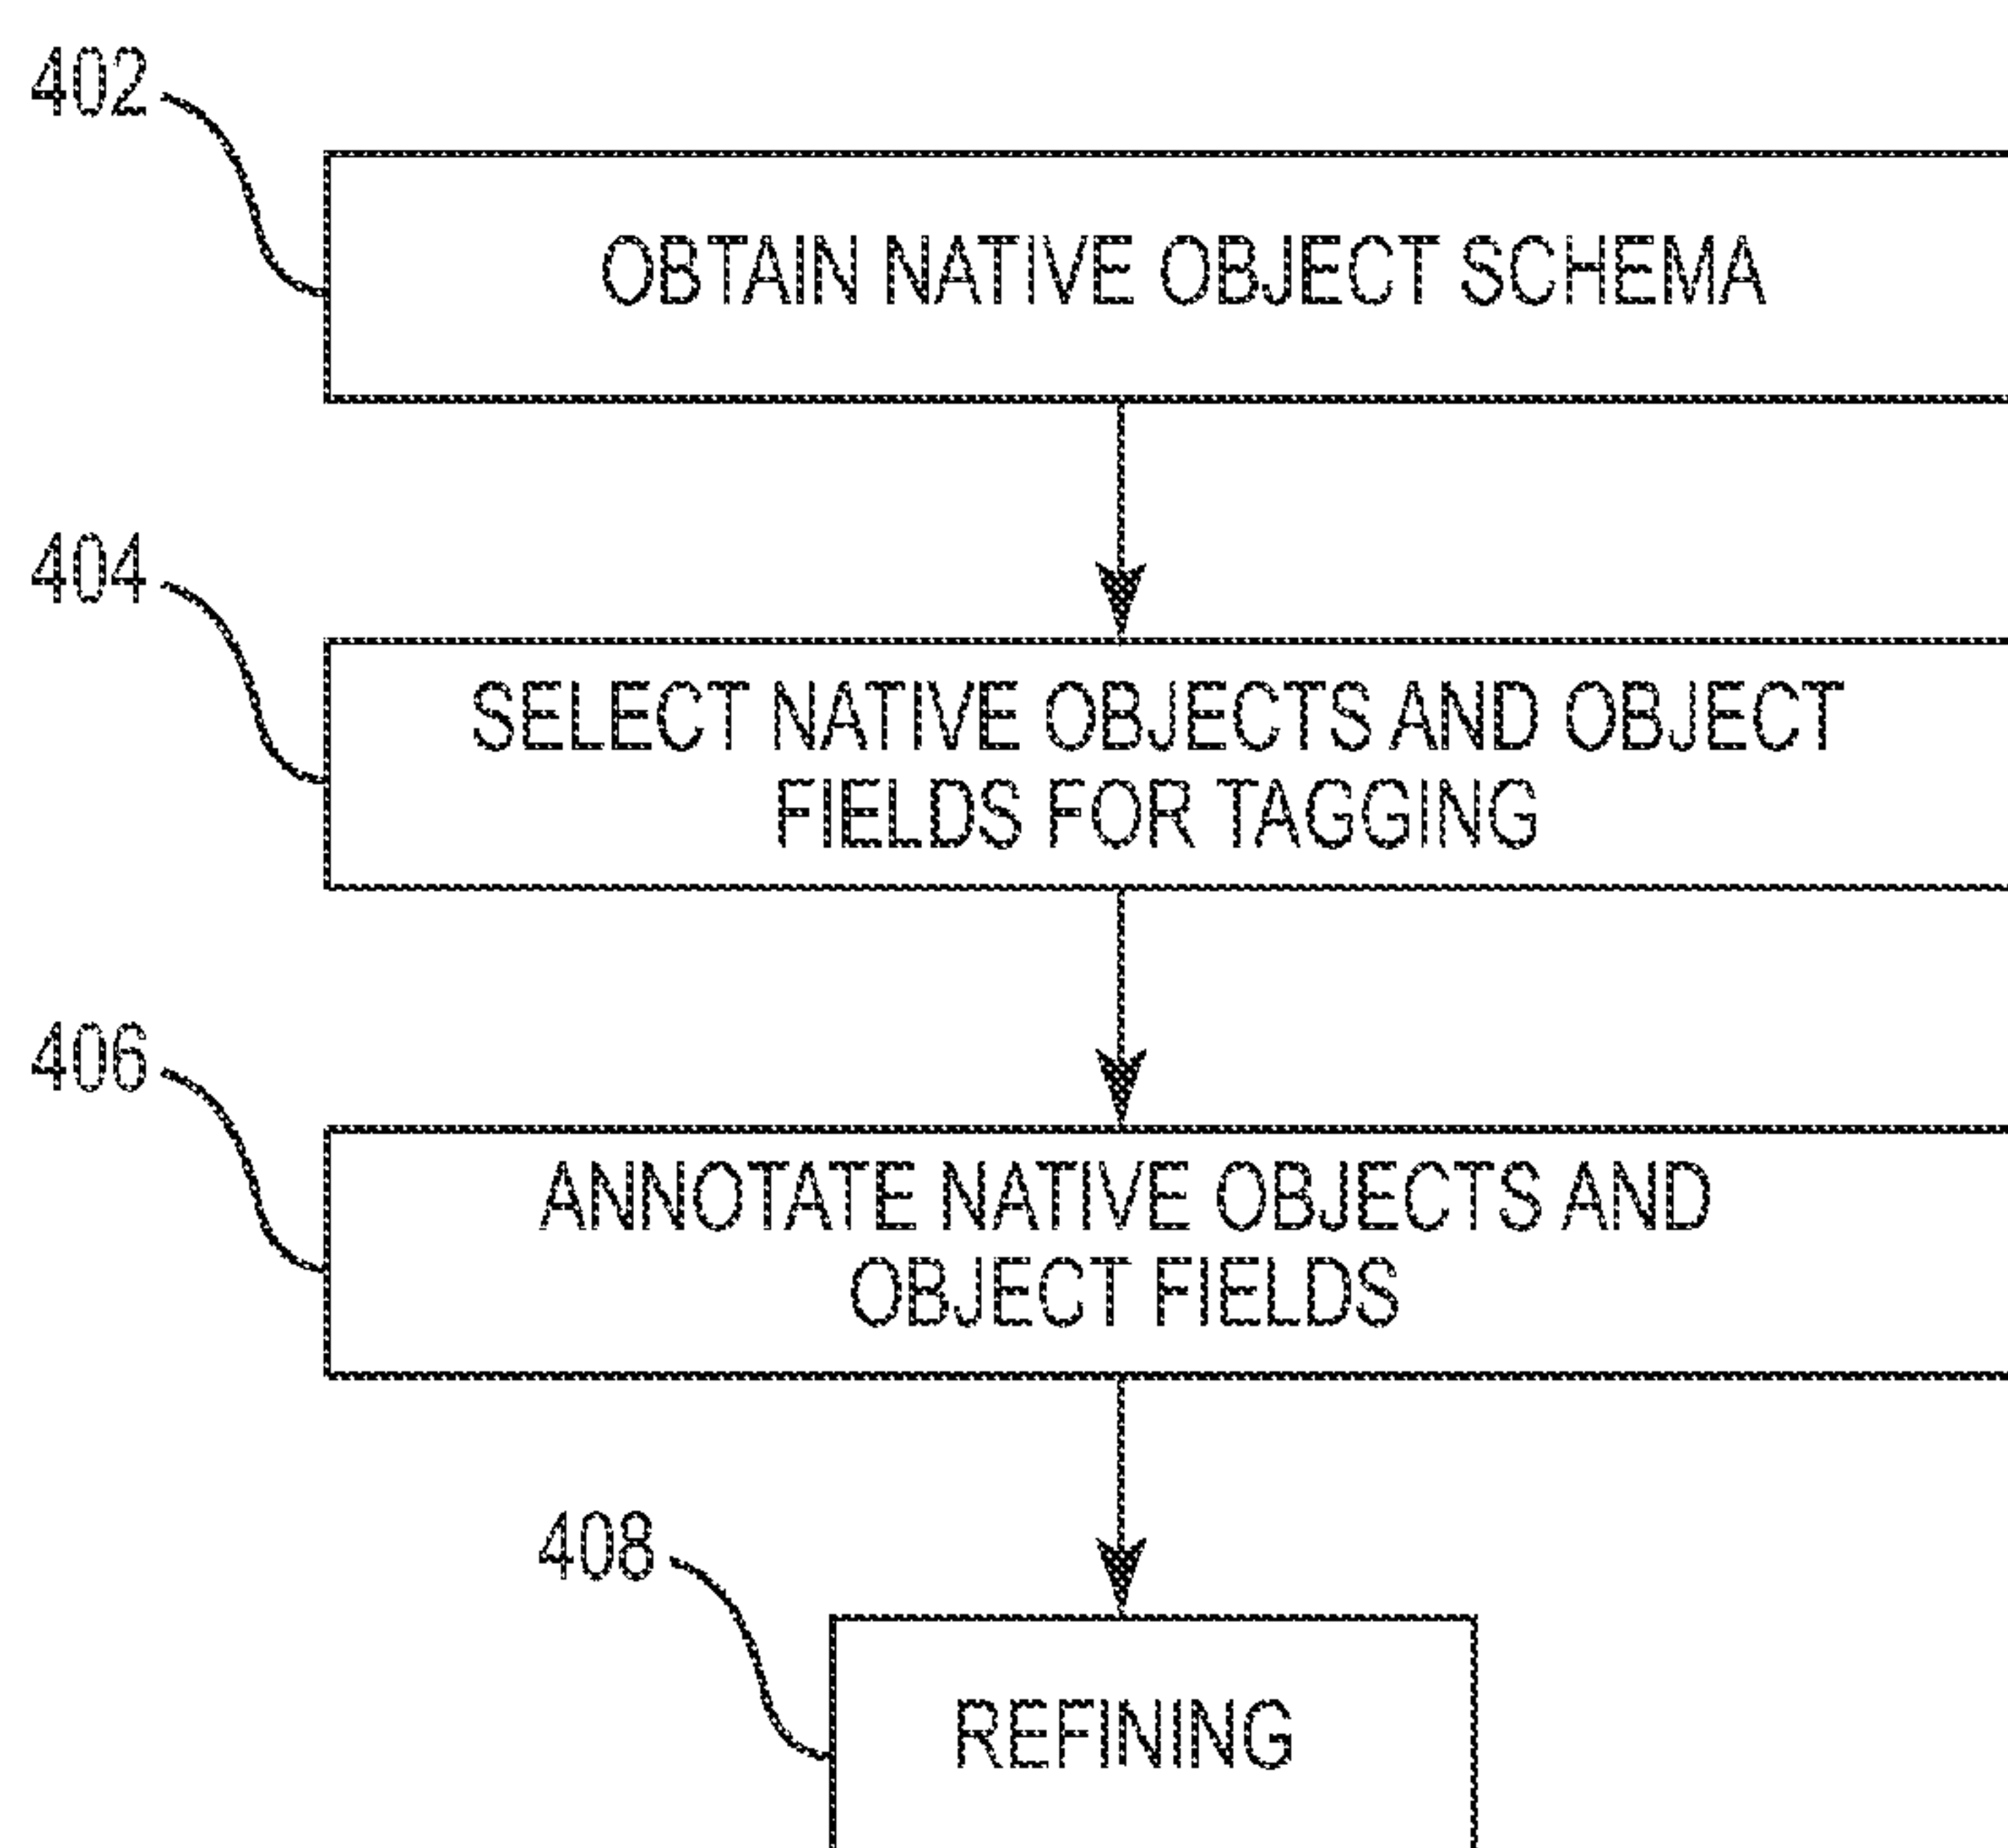 402
OBTAIN NATIVE OBJECT SCHEMA
404
SELECT NATIVE OBJECTS AND OBJECT
FIELDS FOR TAGGING
406
ANNOTATE NATIVE OBJECTS AND
OBJECT FIELDS
408
REFINING